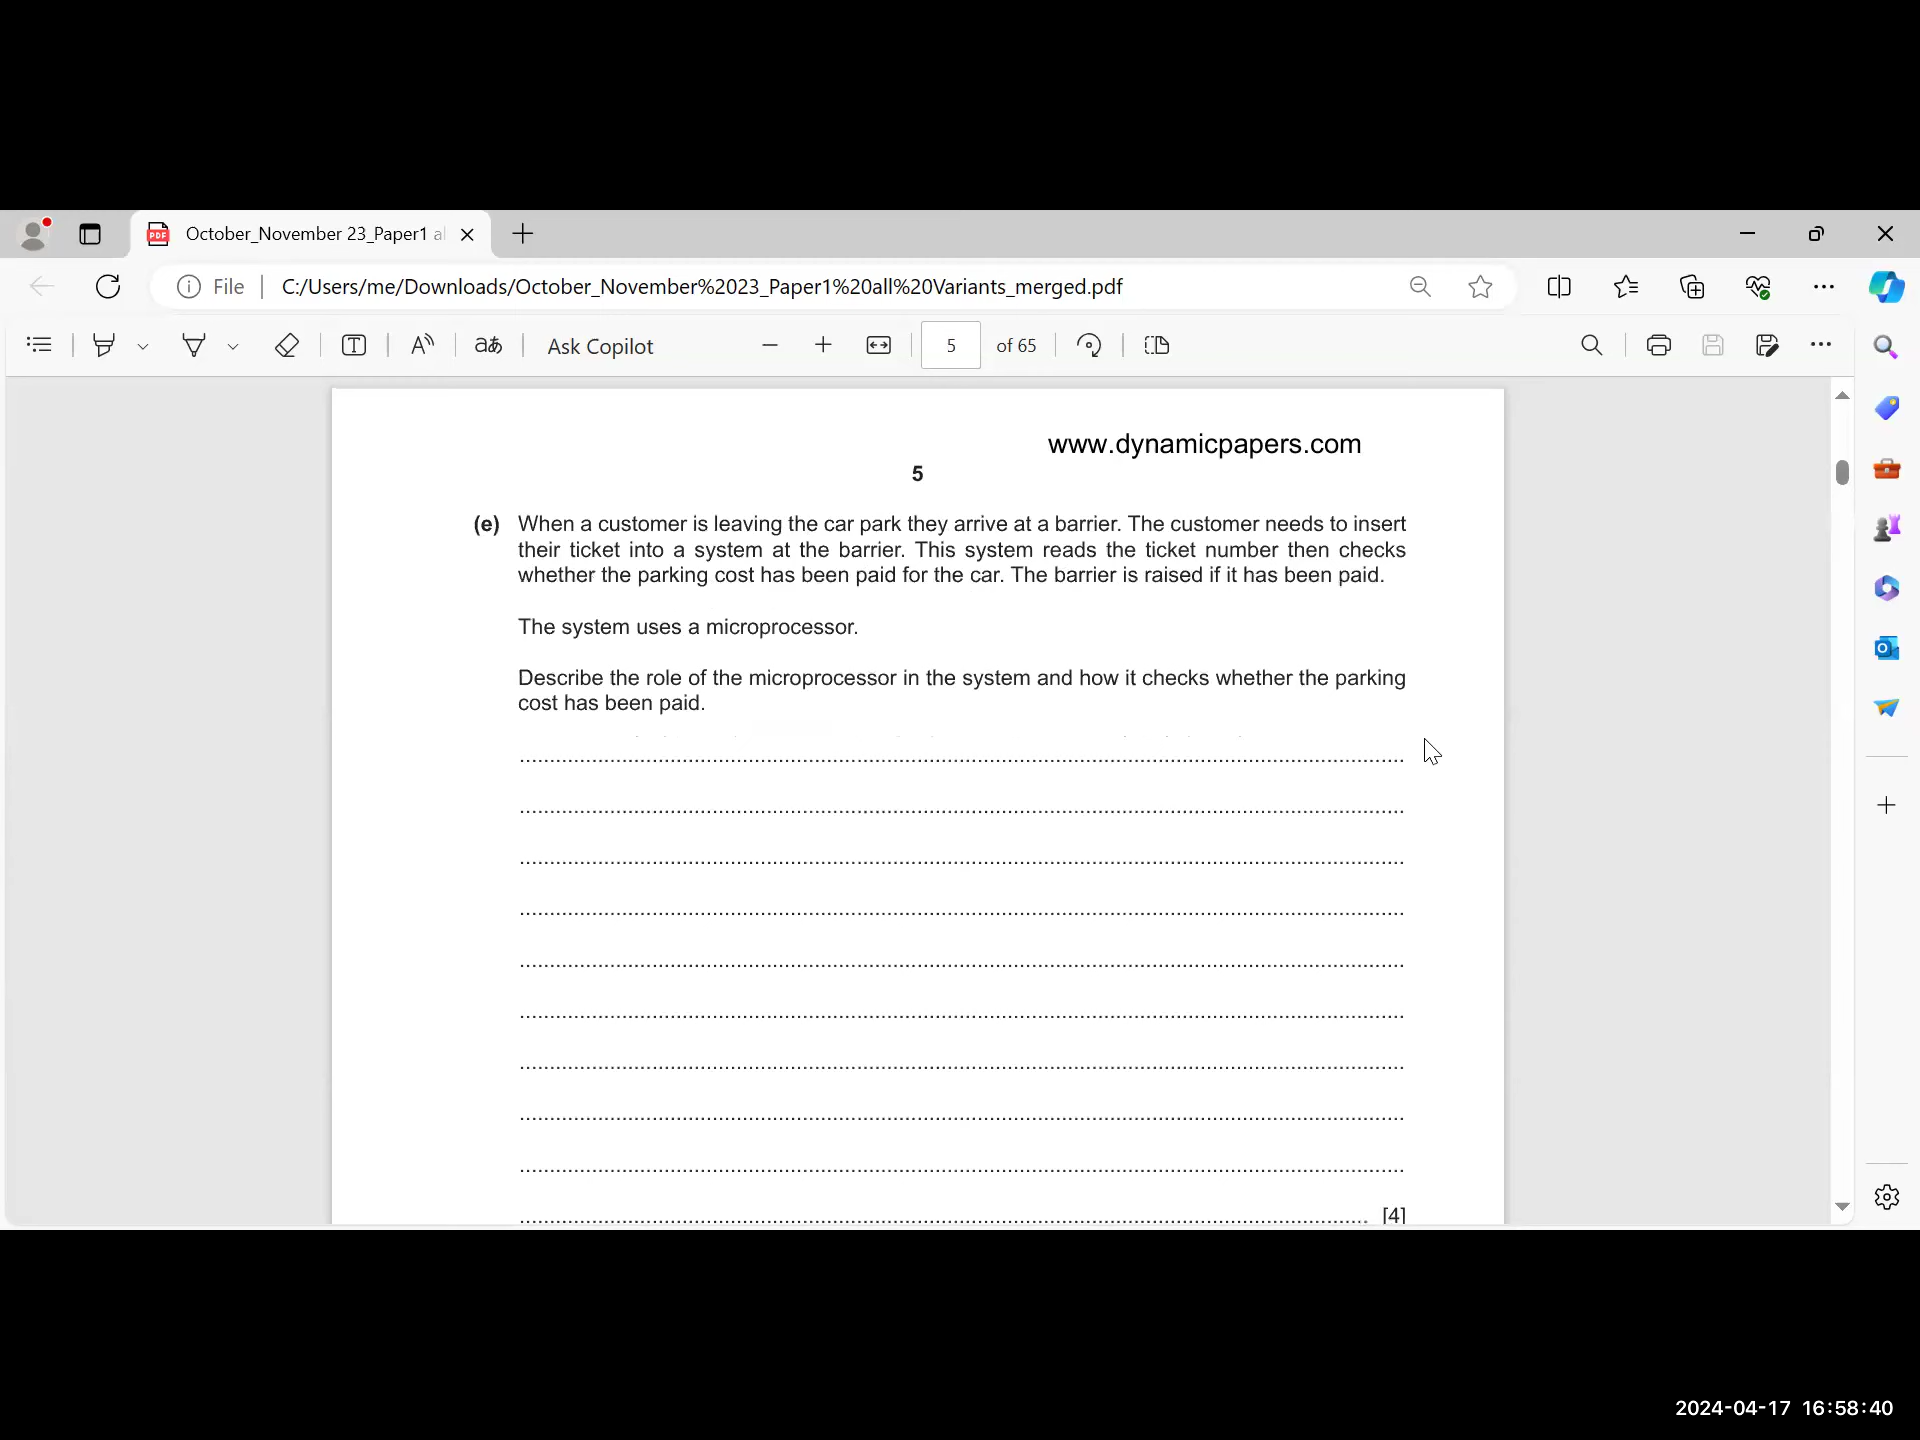 October_November 23_Paper1 al
File
C:/Users/me/Downloads/October_November%2023_Paper1%20all%20Variants_merged.pdf
Ask Copilot
5 of 65
www.dynamicpapers.com
5
(e) When a customer is leaving the car park they arrive at a barrier. The customer needs to insert
their ticket into a system at the barrier. This system reads the ticket number then checks
whether the parking cost has been paid for the car. The barrier is raised if it has been paid.
The system uses a microprocessor.
Describe the role of the microprocessor in the system and how it checks whether the parking
cost has been paid.
[4]
2024-04-17 16:58:40